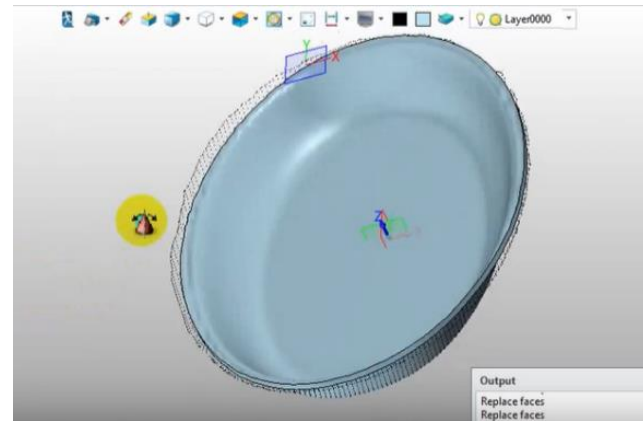 Layer0000
Y
X
Z
Output
Replace faces
Replace faces